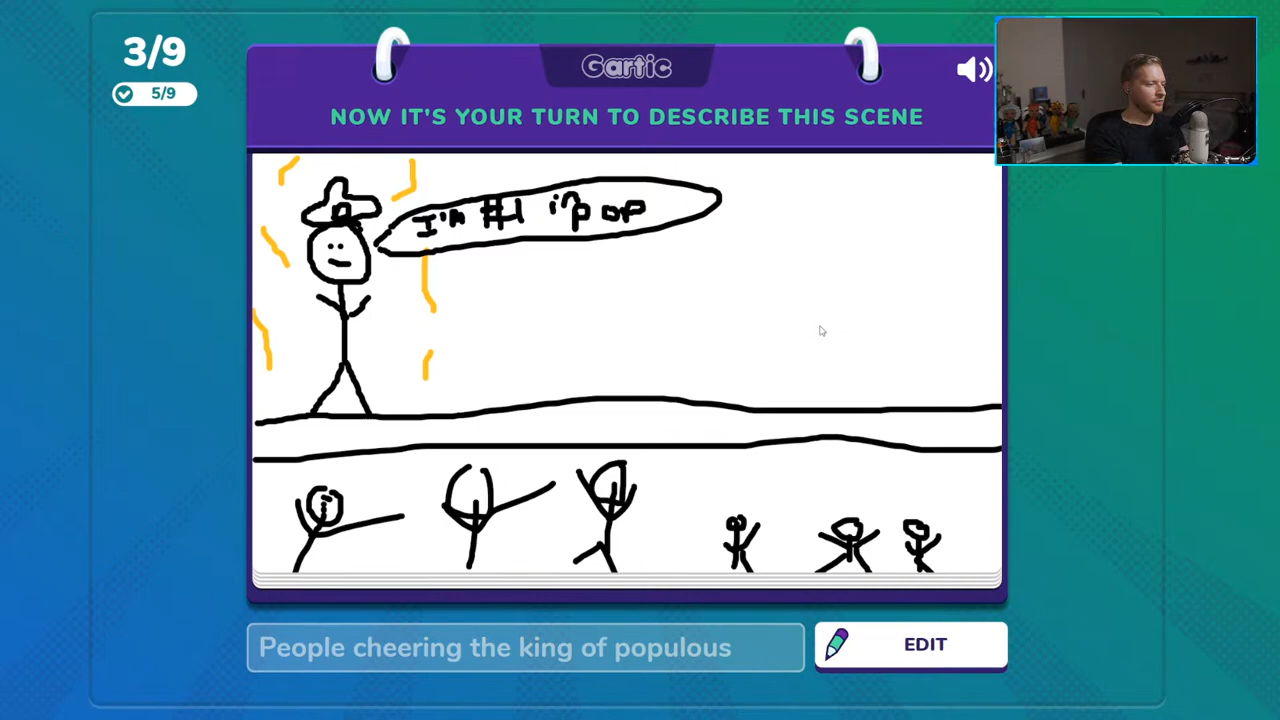 3/9
5/9
Gartic
NOW IT'S YOUR TURN TO DESCRIBE THIS SCENE
I'm #1 in pop
People cheering the king of populous
EDIT